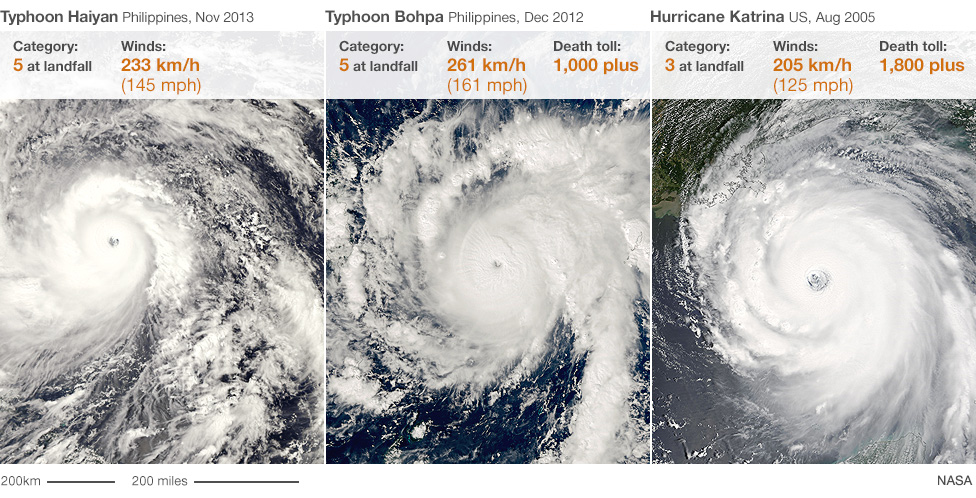 Typhoon Haiyan Philippines, Nov 2013
Category:
5 at landfall
Winds:
233 km/h
(145 mph)
Typhoon Bohpa Philippines, Dec 2012
Category:
5 at landfall
Winds:
261 km/h
(161 mph)
Death toll:
1,000 plus
Hurricane Katrina US, Aug 2005
Category:
3 at landfall
Winds:
205 km/h
(125 mph)
Death toll:
1,800 plus
200km
200 miles
NASA